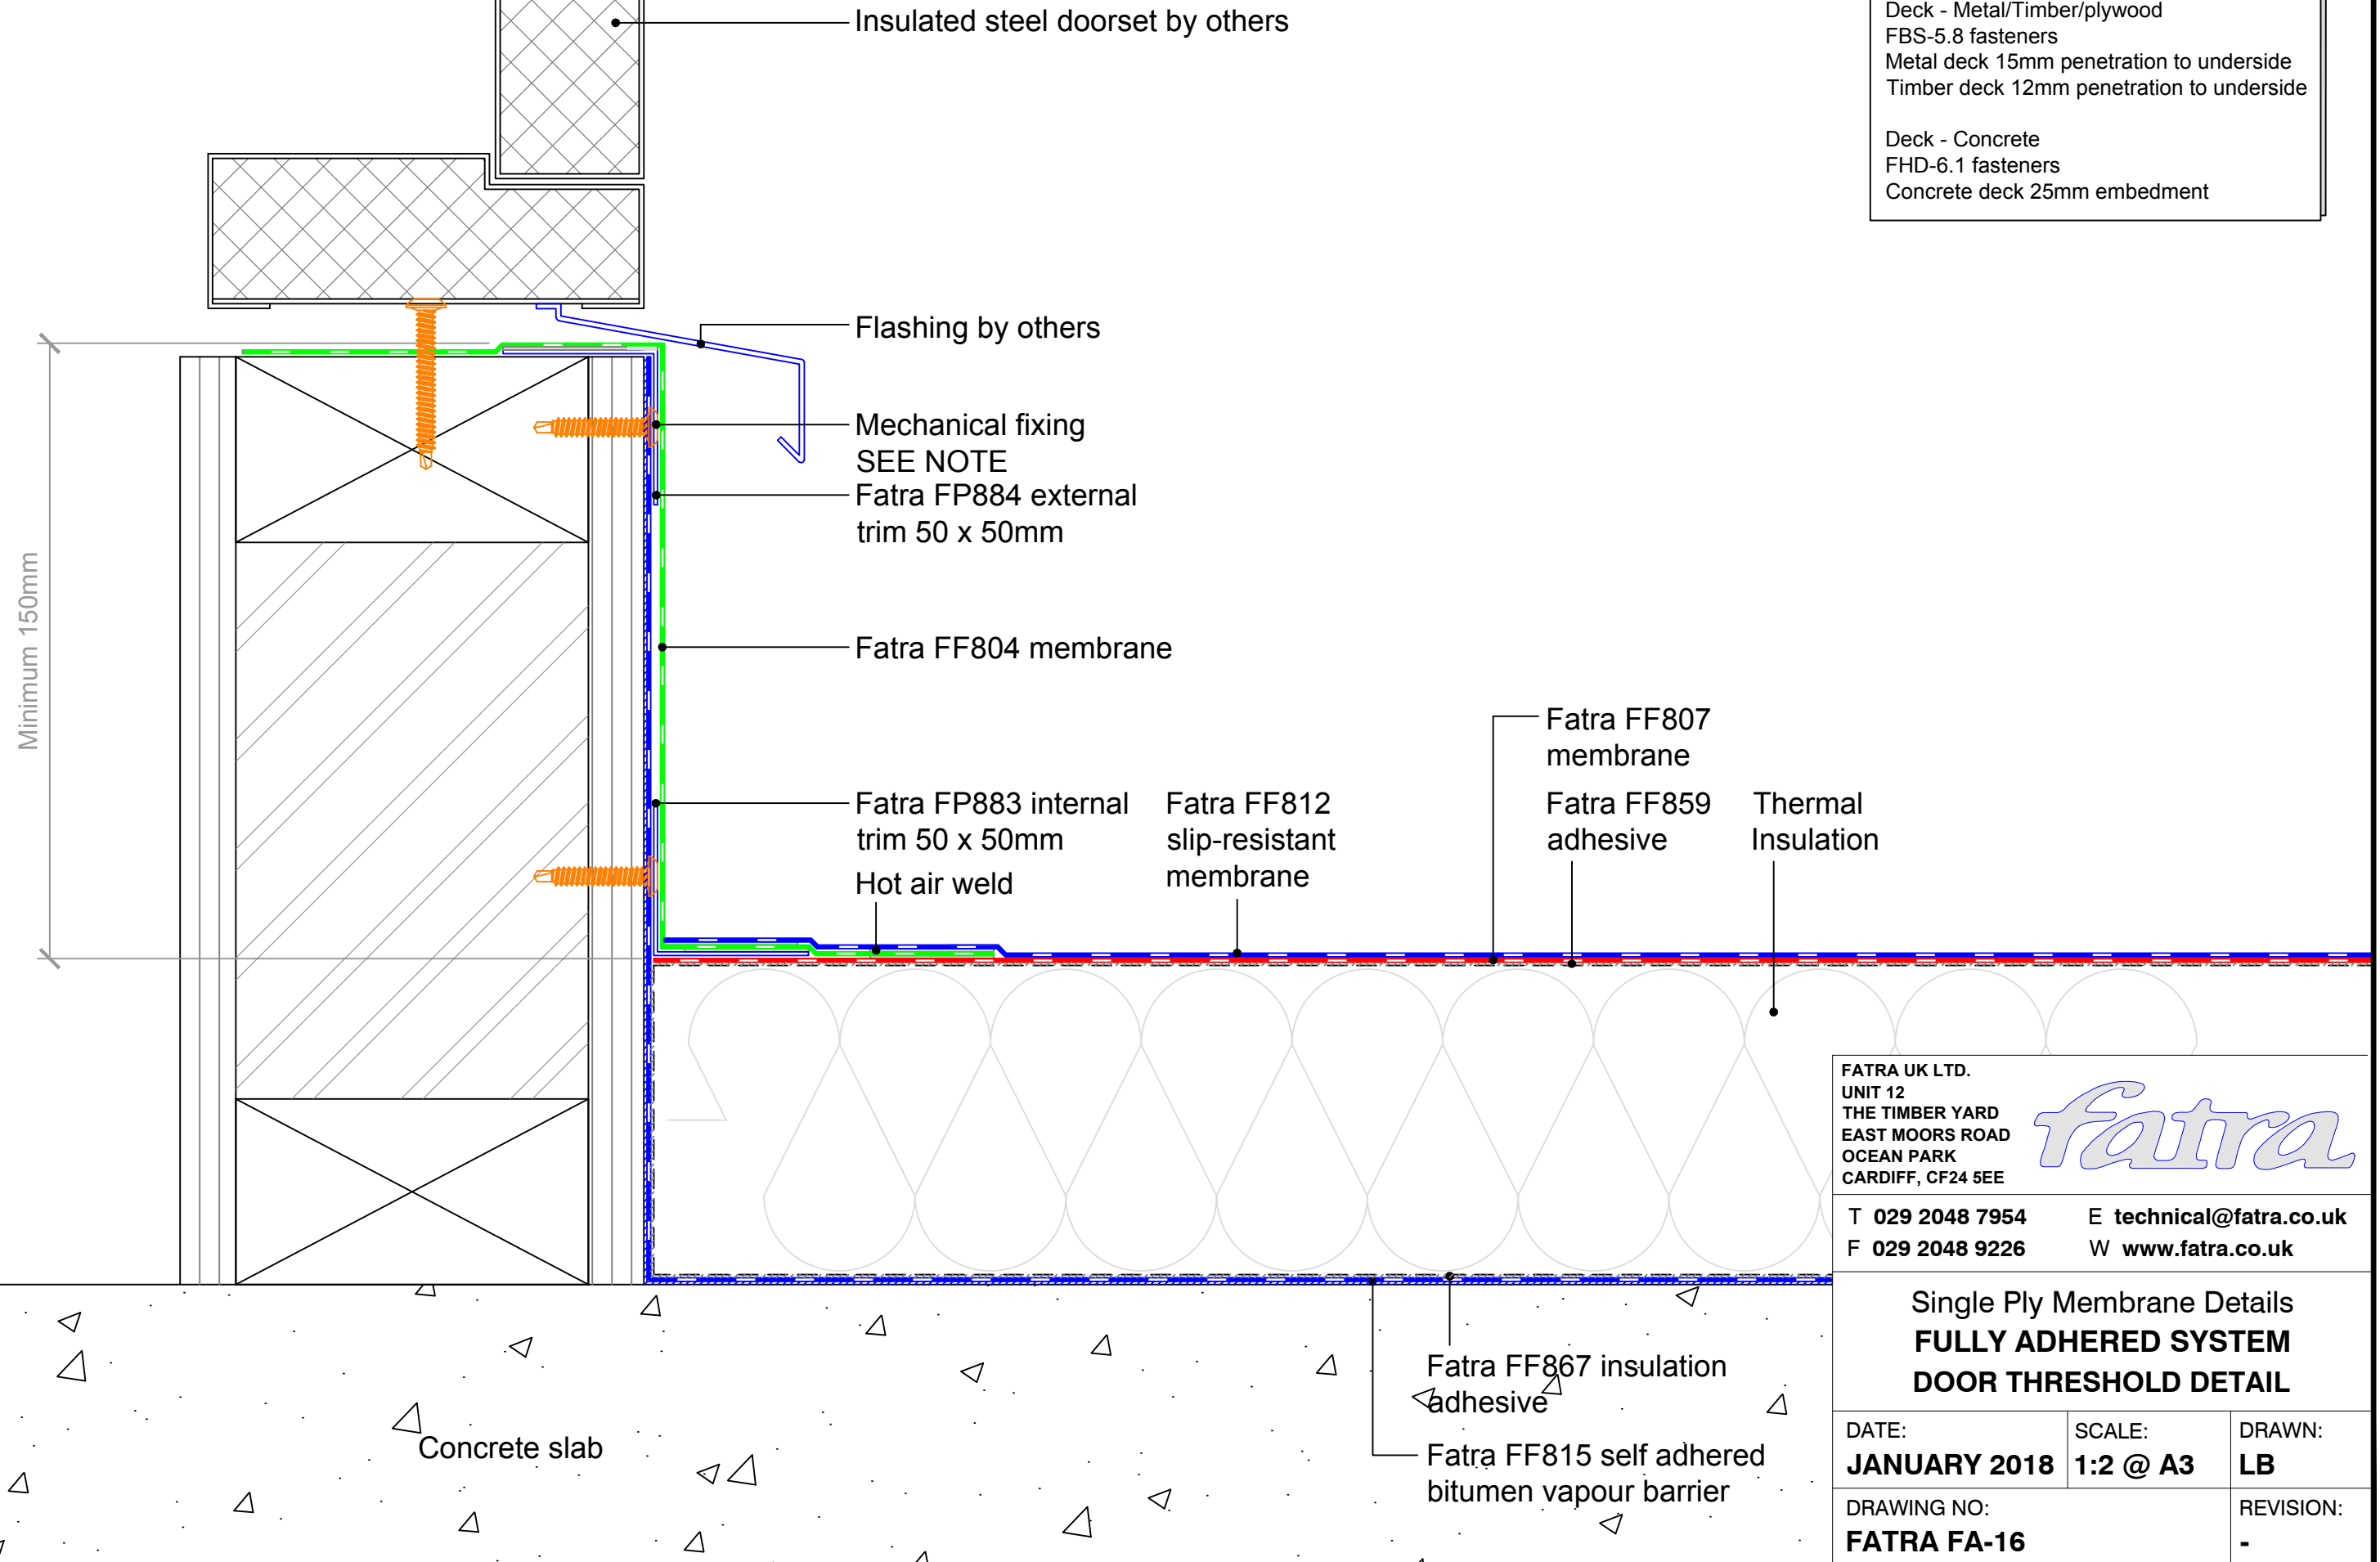 Insulated steel doorset by others
Deck - Metal/Timber/plywood
FBS-5.8 fasteners
Metal deck 15mm penetration to underside
Timber deck 12mm penetration to underside
Deck - Concrete
FHD-6.1 fasteners
Concrete deck 25mm embedment
Flashing by others
Mechanical fixing
SEE NOTE
Fatra FP884 external
trim 50 x 50mm
Minimum 150mm
Fatra FF804 membrane
Fatra FP883 internal
trim 50 x 50mm
Hot air weld
Fatra FF812
slip-resistant
membrane
Fatra FF807
membrane
Fatra FF859
adhesive
Thermal
Insulation
Fatra FF867 insulation
adhesive
Fatra FF815 self adhered
bitumen vapour barrier
Concrete slab
FATRA UK LTD.
UNIT 12
THE TIMBER YARD
EAST MOORS ROAD
OCEAN PARK
CARDIFF, CF24 5EE
fatra
T 029 2048 7954 E technical@fatra.co.uk
F 029 2048 9226 W www.fatra.co.uk
Single Ply Membrane Details
FULLY ADHERED SYSTEM
DOOR THRESHOLD DETAIL
DATE: SCALE: DRAWN:
JANUARY 2018 1:2 @ A3 LB
DRAWING NO: REVISION:
FATRA FA-16 -